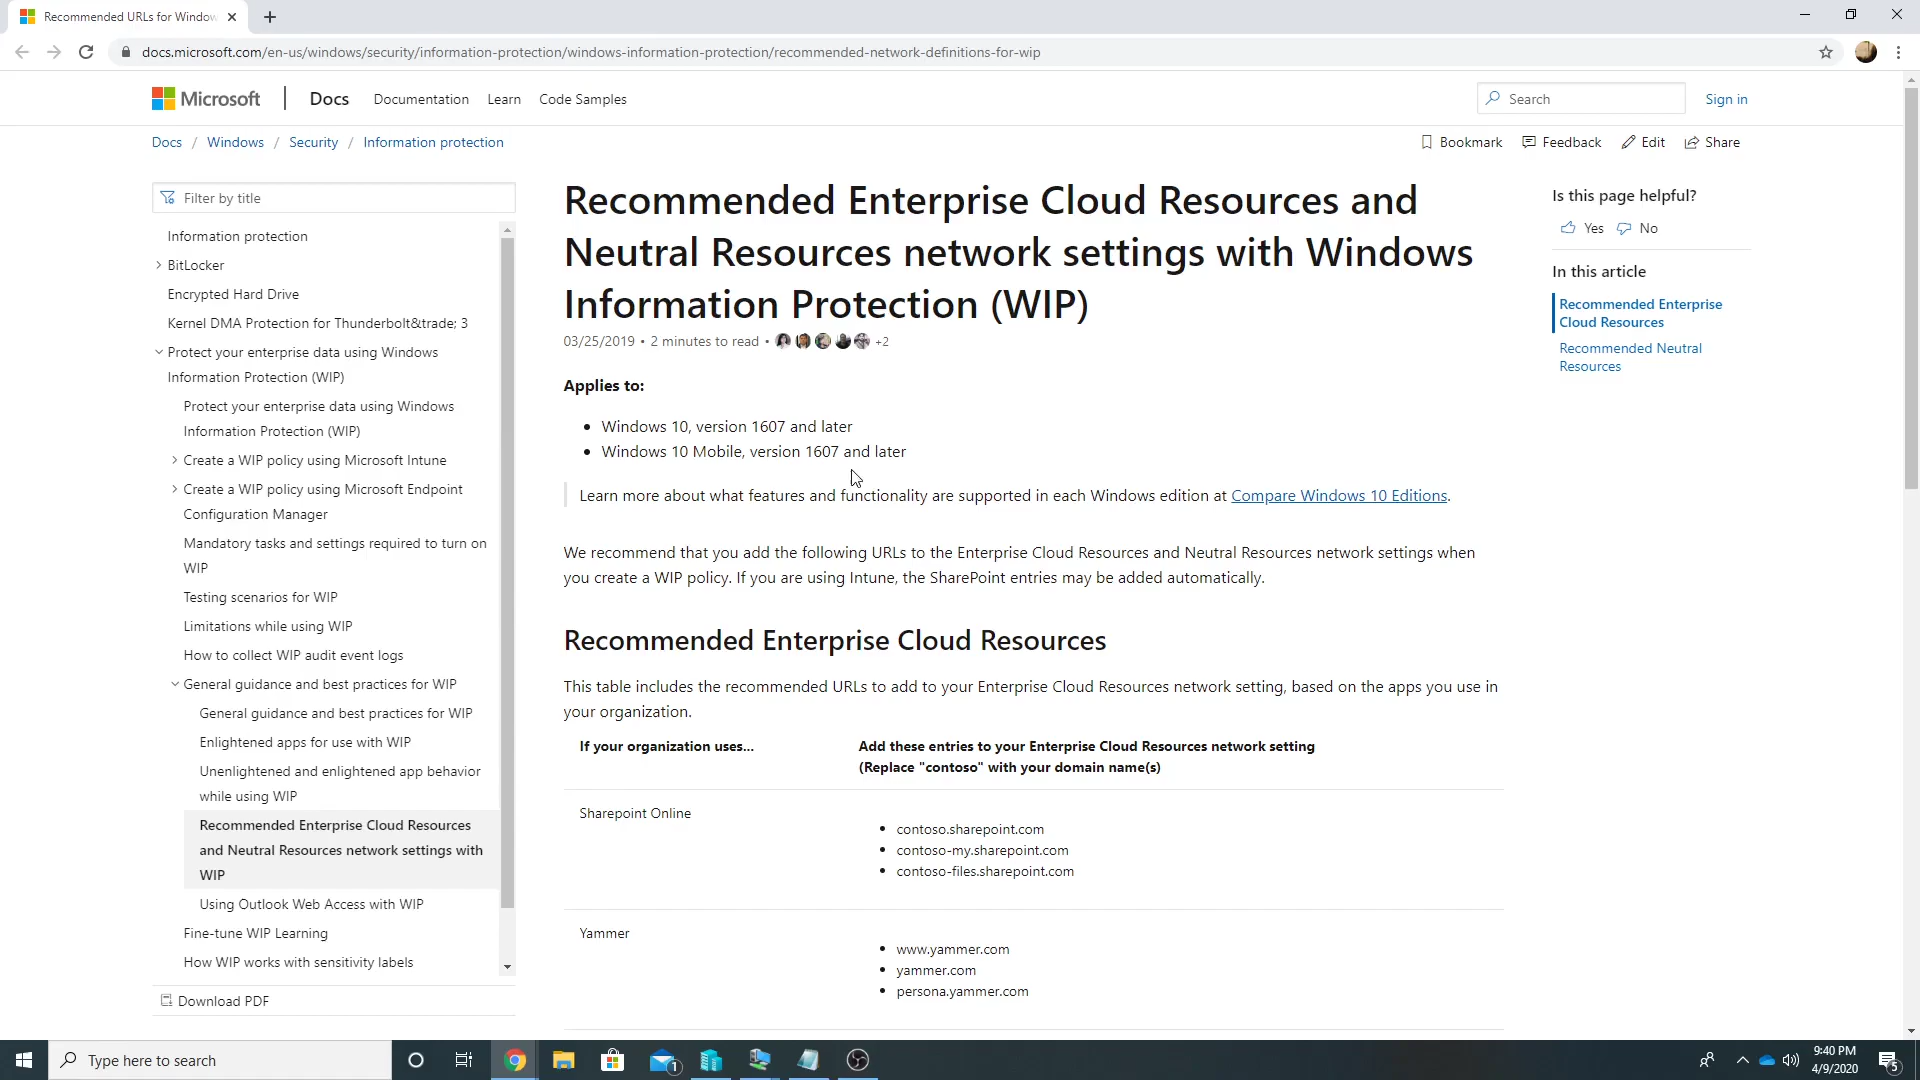 Recommended URLs for Window
docs.microsoft.com/en-us/windows/security/information-protection/windows-information-protection/recommended-network-definitions-for-wip
Microsoft
Docs
Documentation
Learn
Code Samples
Search
Sign in
Docs / Windows / Security / Information protection
Bookmark
Feedback
Edit
Share
Filter by title
Information protection
BitLocker
Encrypted Hard Drive
Kernel DMA Protection for Thunderbolt&trade; 3
Protect your enterprise data using Windows
Information Protection (WIP)
Protect your enterprise data using Windows
Information Protection (WIP)
Create a WIP policy using Microsoft Intune
Create a WIP policy using Microsoft Endpoint
Configuration Manager
Mandatory tasks and settings required to turn on
WIP
Testing scenarios for WIP
Limitations while using WIP
How to collect WIP audit event logs
General guidance and best practices for WIP
General guidance and best practices for WIP
Enlightened apps for use with WIP
Unenlightened and enlightened app behavior
while using WIP
Recommended Enterprise Cloud Resources
and Neutral Resources network settings with
WIP
Using Outlook Web Access with WIP
Fine-tune WIP Learning
How WIP works with sensitivity labels
Download PDF
Recommended Enterprise Cloud Resources and
Neutral Resources network settings with Windows
Information Protection (WIP)
03/25/2019 • 2 minutes to read • +2
Applies to:
• Windows 10, version 1607 and later
• Windows 10 Mobile, version 1607 and later
Learn more about what features and functionality are supported in each Windows edition at Compare Windows 10 Editions.
We recommend that you add the following URLs to the Enterprise Cloud Resources and Neutral Resources network settings when
you create a WIP policy. If you are using Intune, the SharePoint entries may be added automatically.
Recommended Enterprise Cloud Resources
This table includes the recommended URLs to add to your Enterprise Cloud Resources network setting, based on the apps you use in
your organization.
If your organization uses...
Add these entries to your Enterprise Cloud Resources network setting
(Replace "contoso" with your domain name(s)
Sharepoint Online
• contoso.sharepoint.com
• contoso-my.sharepoint.com
• contoso-files.sharepoint.com
Yammer
• www.yammer.com
• yammer.com
• persona.yammer.com
Is this page helpful?
Yes
No
In this article
Recommended Enterprise
Cloud Resources
Recommended Neutral
Resources
Type here to search
1
9:40 PM
4/9/2020
5